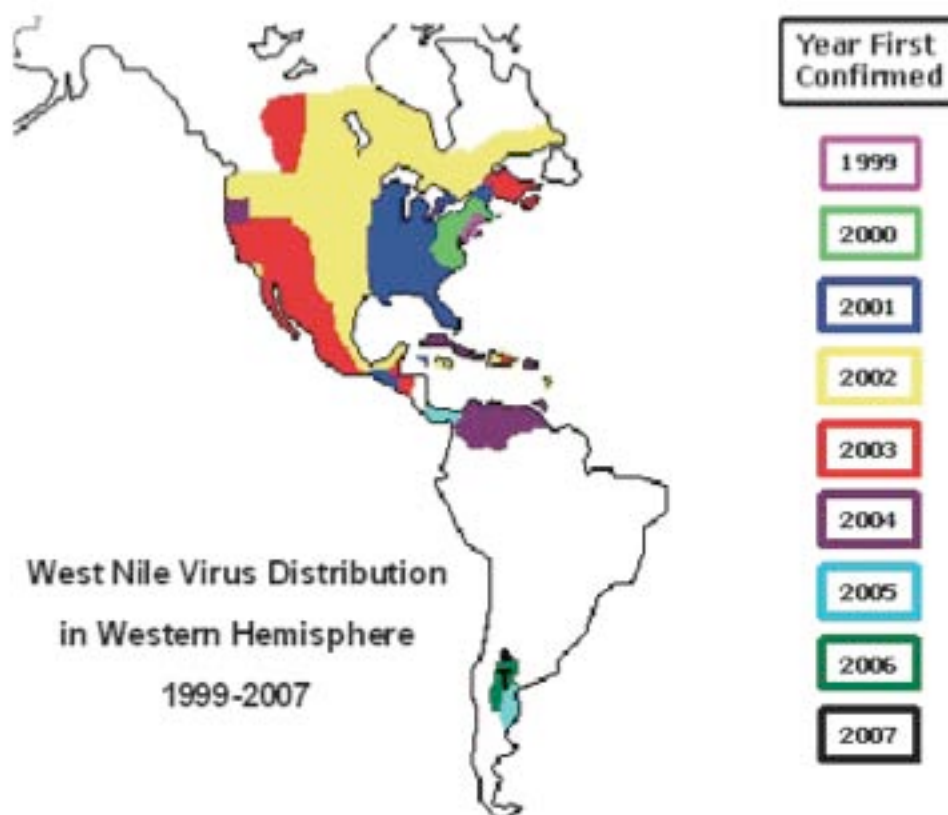 Year First
Confirmed
1999
2000
2001
2002
2003
2004
2005
2006
2007
West Nile Virus Distribution
in Western Hemisphere
1999-2007